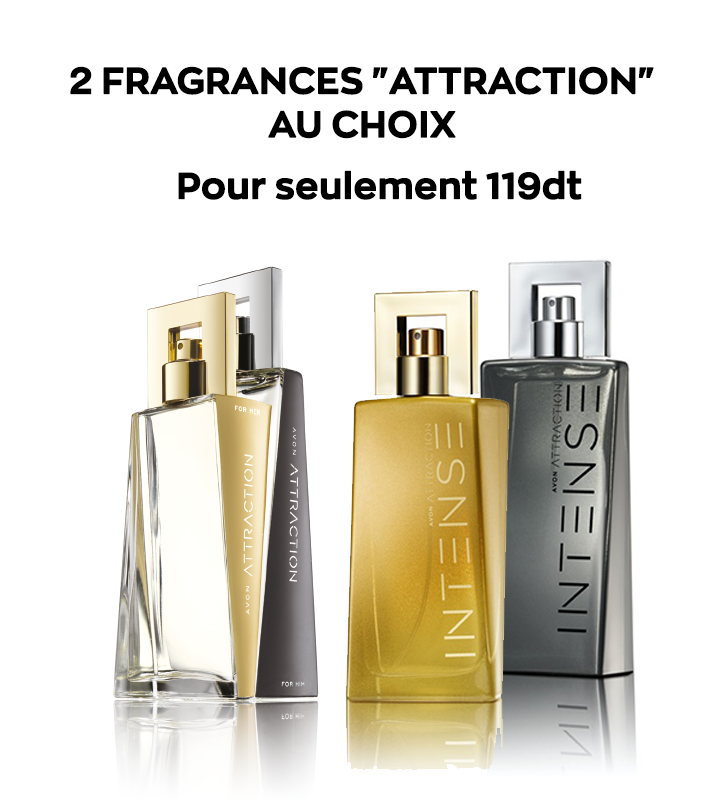 2 FRAGRANCES "ATTRACTION"
AU CHOIX
Pour seulement 119dt
FOR HER
AVON ATTRACTION
AVON ATTRACTION
FOR HIM
AVON ATTRACTION
INTENSE
AVON ATTRACTION
INTENSE